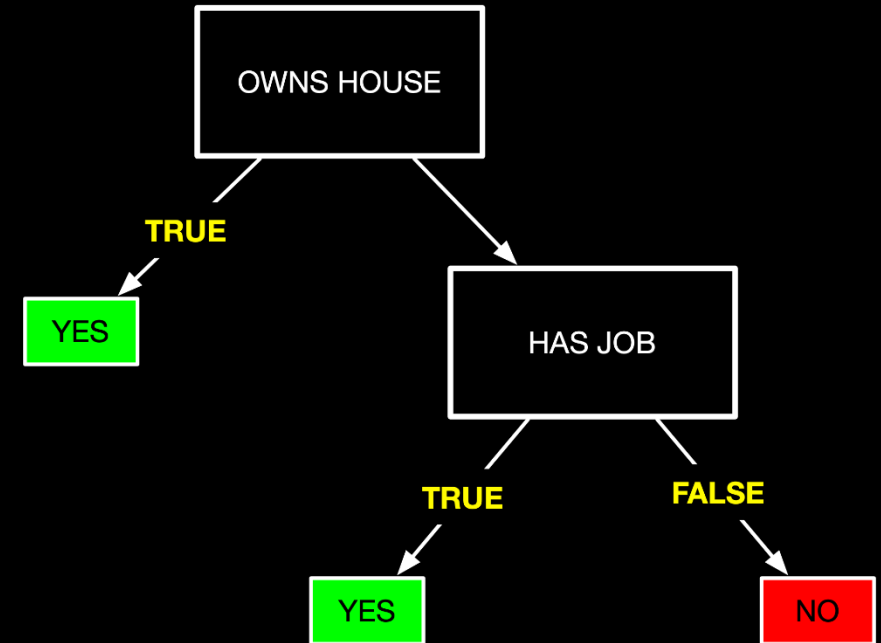 OWNS HOUSE
TRUE
YES
HAS JOB
TRUE
FALSE
YES
NO